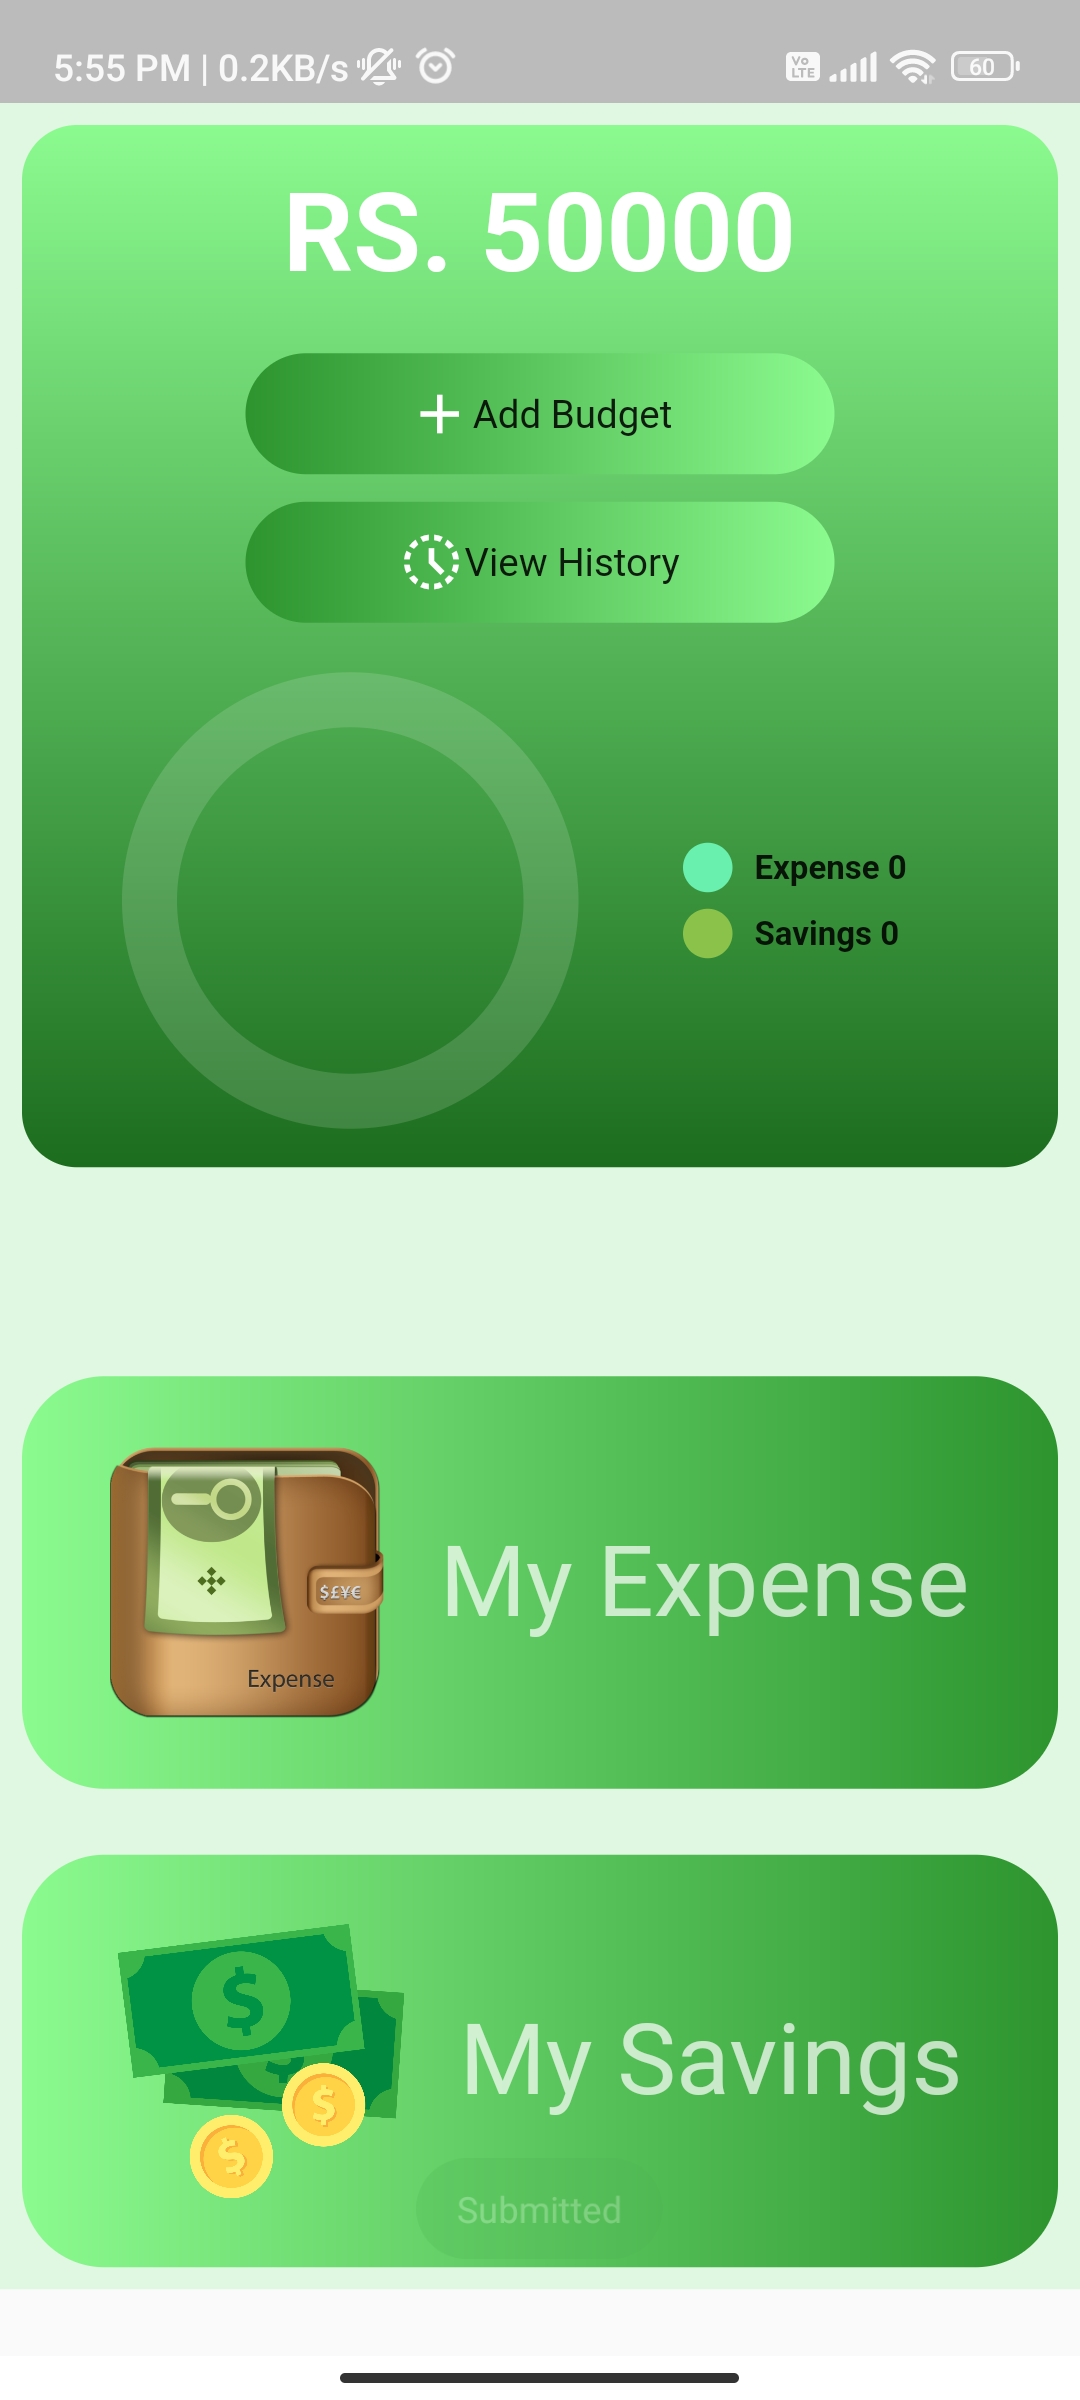 5:55 PM | 0.2KB/s
Vo LTE
60
RS. 50000
Add Budget
View History
Expense 0
Savings 0
$£¥€
Expense
My Expense
$
$
$
$
My Savings
Submitted